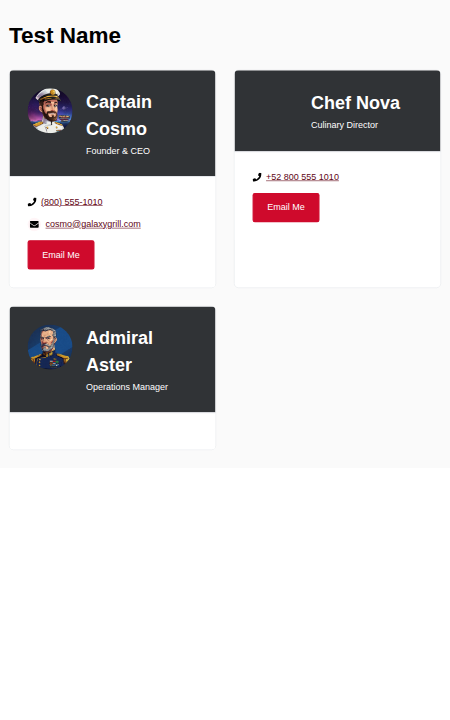 Test Name
Captain
Cosmo
Founder & CEO
(800) 555-1010
cosmo@galaxygrill.com
Email Me
Chef Nova
Culinary Director
+52 800 555 1010
Email Me
Admiral
Aster
Operations Manager